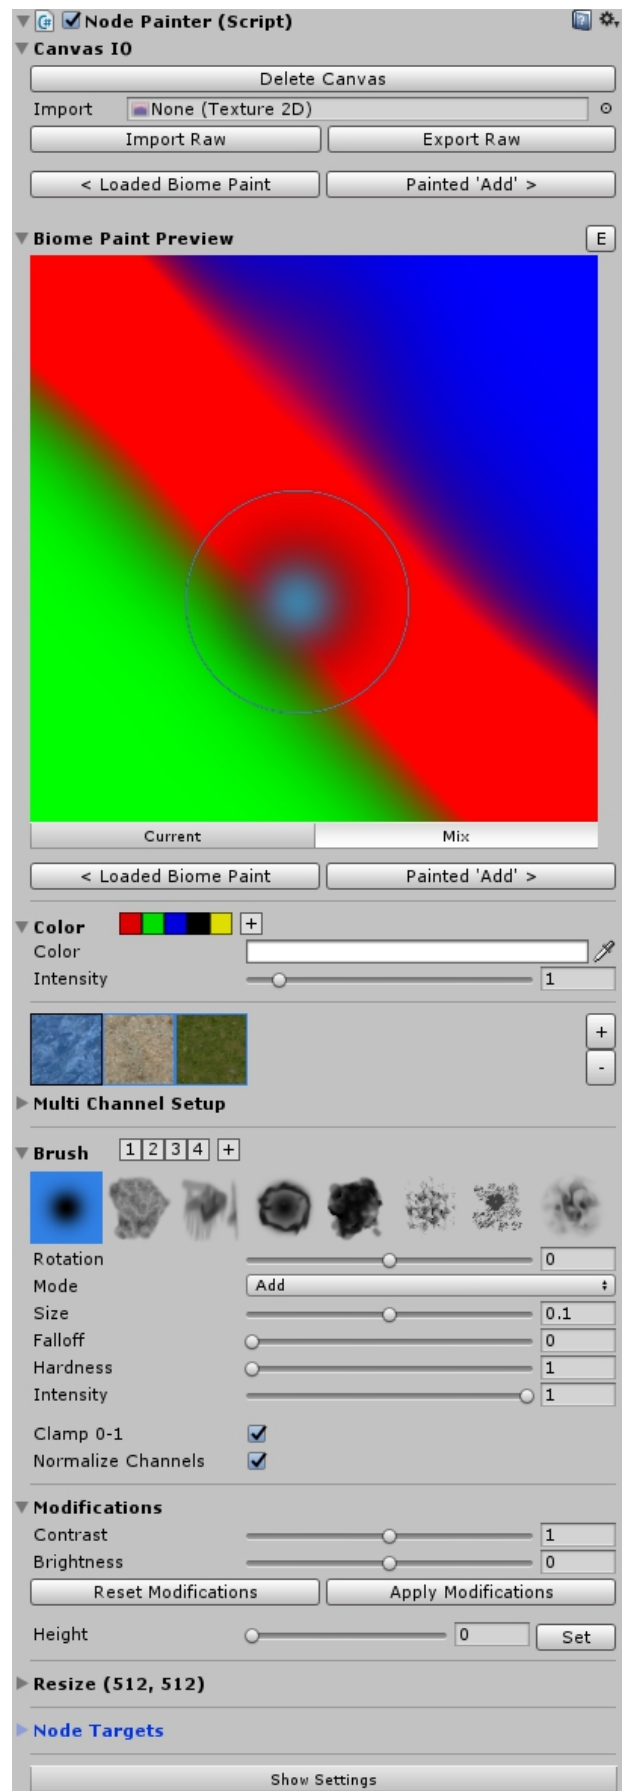 Node Painter (Script)
Canvas IO
Delete Canvas
Import None (Texture 2D)
Import Raw Export Raw
< Loaded Biome Paint Painted 'Add' >
Biome Paint Preview E
Current Mix
< Loaded Biome Paint Painted 'Add' >
Color +
Color
Intensity 1
+
-
Multi Channel Setup
Brush 1 2 3 4 +
Rotation 0
Mode Add
Size 0.1
Falloff 0
Hardness 1
Intensity 1
Clamp 0-1
Normalize Channels
Modifications
Contrast 1
Brightness 0
Reset Modifications Apply Modifications
Height 0 Set
Resize (512, 512)
Node Targets
Show Settings